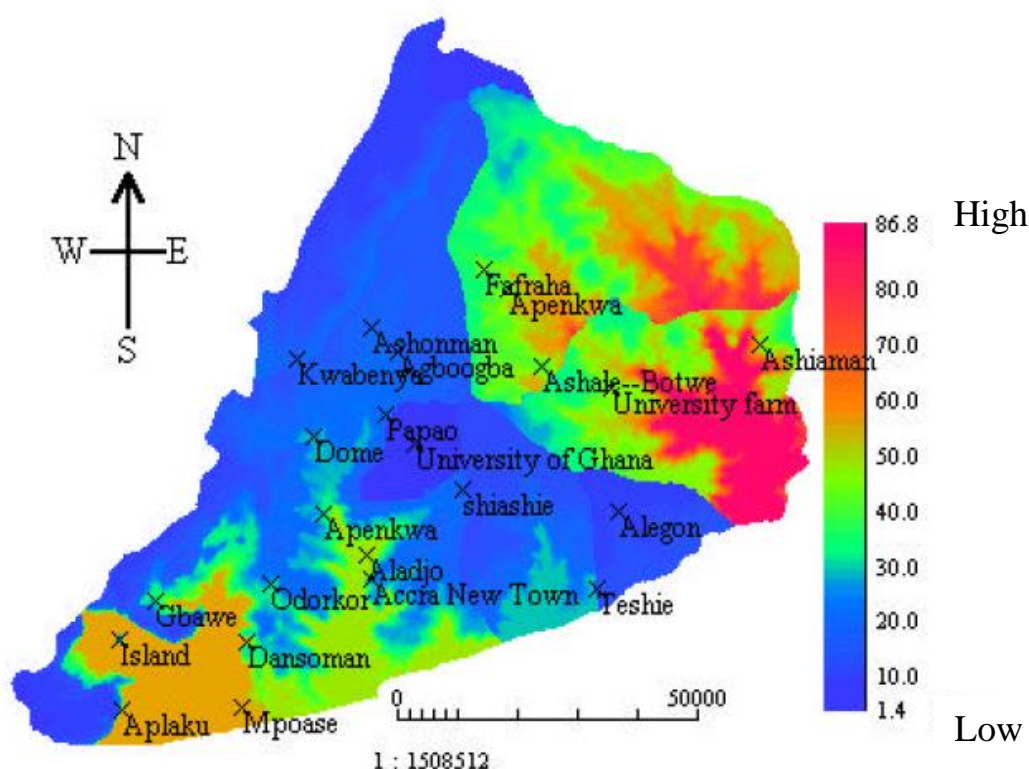 N
W E
S
High
86.8
80.0
70.0
60.0
50.0
40.0
30.0
20.0
10.0
1.4
Low
Fafraha
Apenkwa
Ashonman
Agboogba
Kwabenya
Ashiaman
Ashale--Botwe
University farm
Papao
Dome
University of Ghana
shiashie
Apenkwa
Alegon
Aladjo
Odorkor
Accra New Town
Teshie
Gbawe
Island
Dansoman
Aplaku
Mpoase
0 50000
1 : 1508512